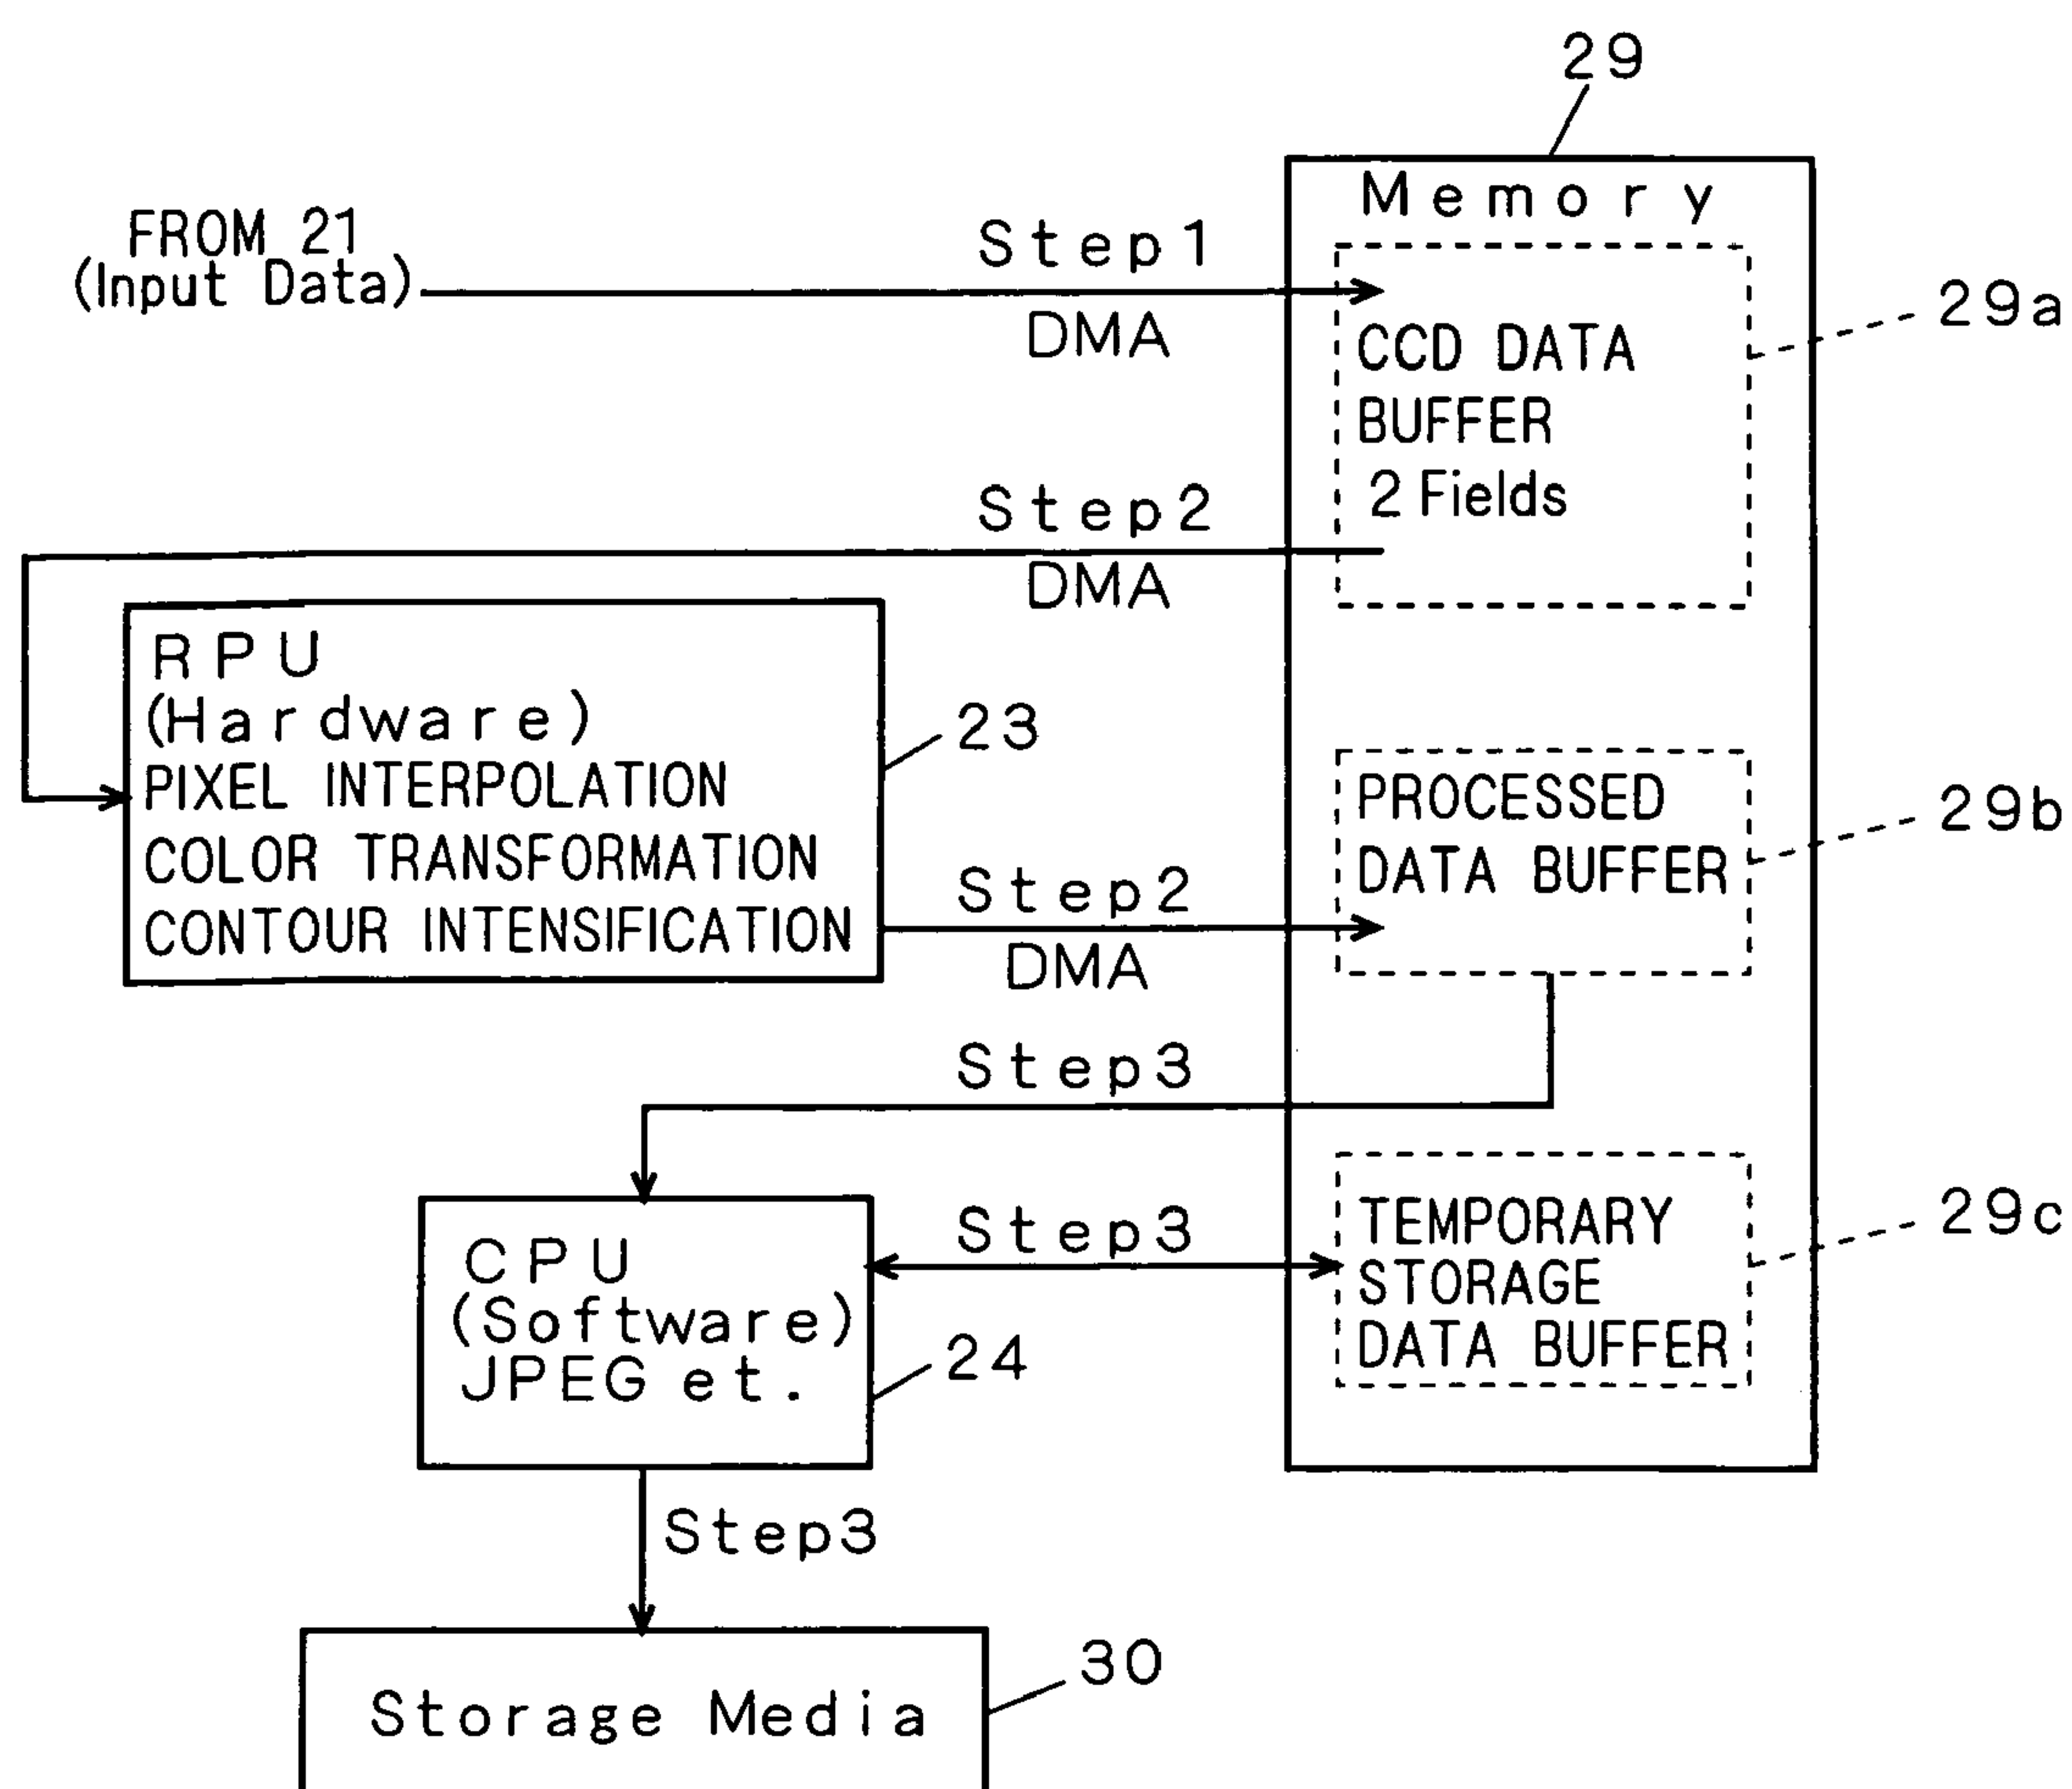 29
Memory
FROM 21
(Input Data)
Step1
DMA
29a
CCD DATA
BUFFER
2 Fields
Step2
DMA
RPU
(Hardware)
PIXEL INTERPOLATION
COLOR TRANSFORMATION
CONTOUR INTENSIFICATION
23
PROCESSED
DATA BUFFER
29b
Step2
DMA
Step3
CPU
(Software)
JPEG et.
24
Step3
TEMPORARY
STORAGE
DATA BUFFER
29c
Step3
30
Storage Media